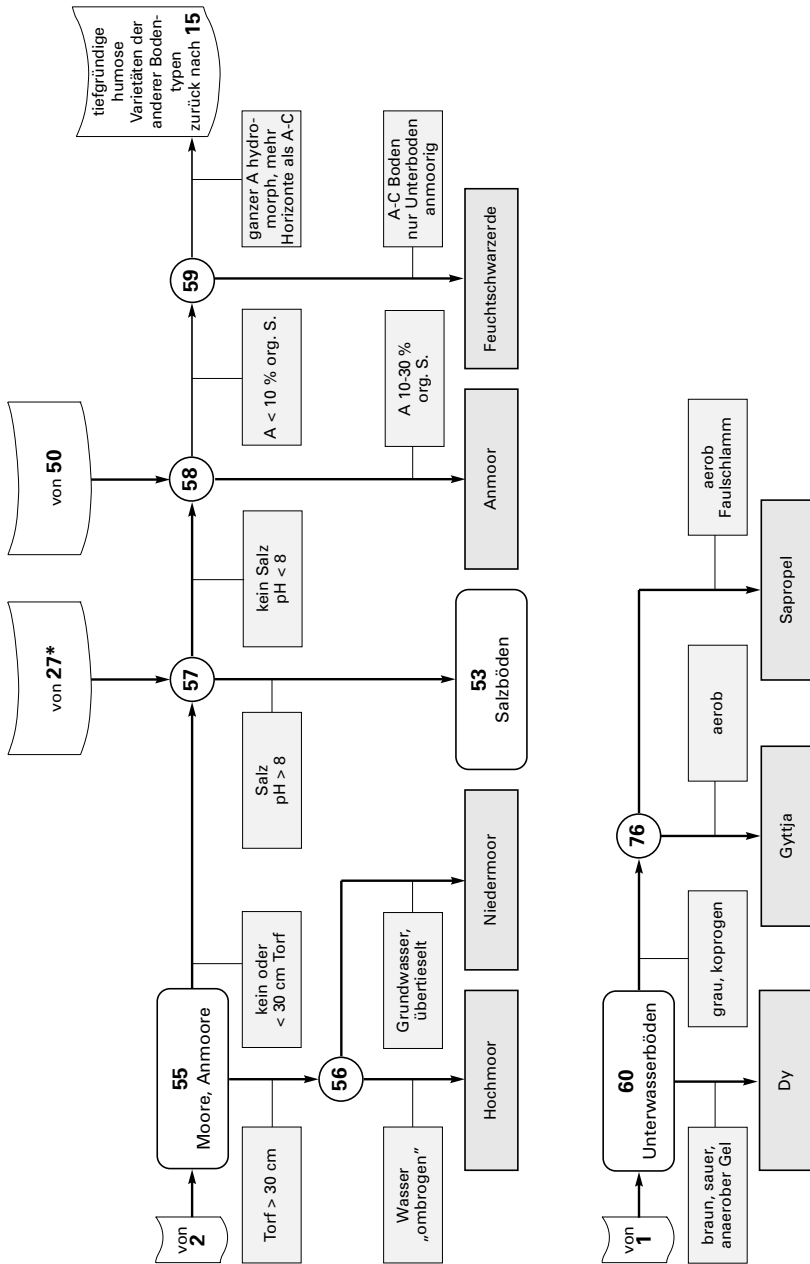 von
2
55
Moore, Anmoore
kein oder
< 30 cm Torf
Torf > 30 cm
56
Wasser
„ombrogen”
Grundwasser,
übertieselt
Hochmoor
Niedermoor
von 27*
57
Salz
pH > 8
kein Salz
pH < 8
53
Salzböden
von 50
58
A < 10 % org. S.
A 10-30 %
org. S.
Anmoor
59
ganzer A hydro-
morph, mehr
Horizonte als A-C
A-C Boden
nur Unterboden
anmoorig
Feuchtschwarzerde
tiefgründige
humose
Varietäten der
anderer Boden-
typen
zurück nach 15
von
1
60
Unterwasserböden
braun, sauer,
anaerober Gel
grau, koprogen
Dy
76
aerob
aerob
Faulschlamm
Gyttja
Sapropel